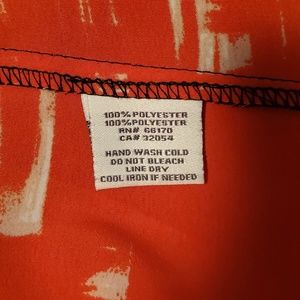 100% POLYESTER
100% POLYESTER
RN# 66170
CA# 32054
HAND WASH COLD
DO NOT BLEACH
LINE DRY
COOL IRON IF NEEDED